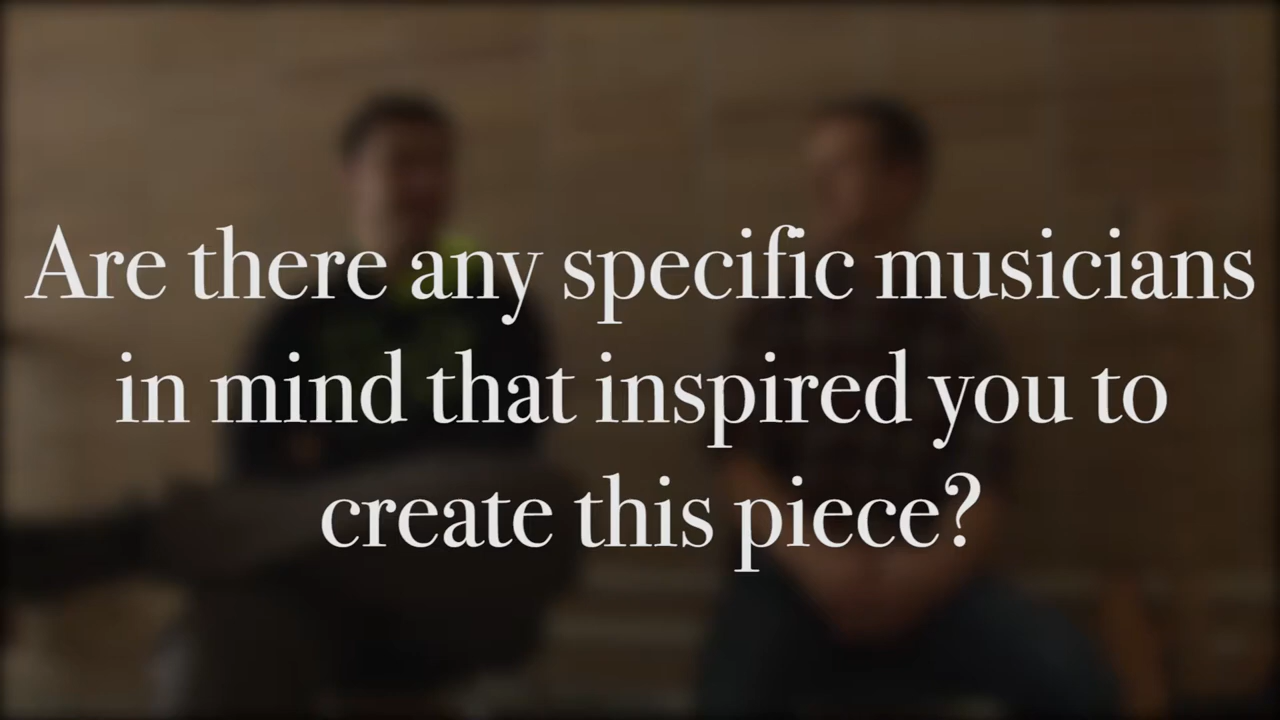 Are there any specific musicians
in mind that inspired you to
create this piece?